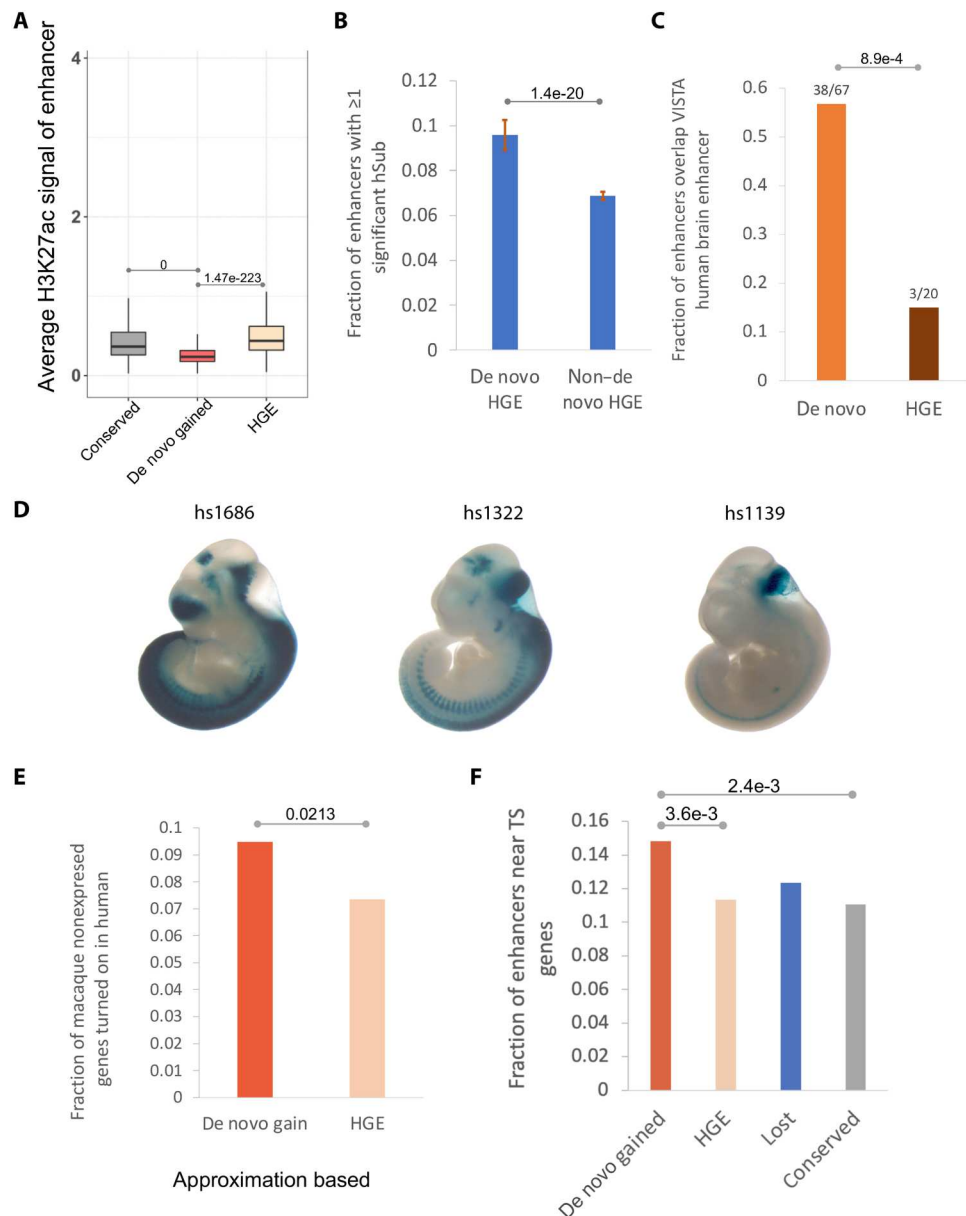 A
Average H3K27ac signal of enhancer
4
2
0
0
1.47e-223
Conserved
De novo gained
HGE
B
Fraction of enhancers with ≥1
significant hSub
0.12
0.1
0.08
0.06
0.04
0.02
0
1.4e-20
De novo
HGE
Non–de
novo HGE
C
Fraction of enhancers overlap VISTA
human brain enhancer
0.6
0.5
0.4
0.3
0.2
0.1
0
8.9e-4
38/67
3/20
De novo
HGE
D
hs1686
hs1322
hs1139
E
Fraction of macaque nonexpresed
genes turned on in human
0.1
0.09
0.08
0.07
0.06
0.05
0.04
0.03
0.02
0.01
0
0.0213
De novo gain
HGE
Approximation based
F
Fraction of enhancers near TS
genes
0.16
0.14
0.12
0.1
0.08
0.06
0.04
0.02
0
2.4e-3
3.6e-3
De novo gained
HGE
Lost
Conserved